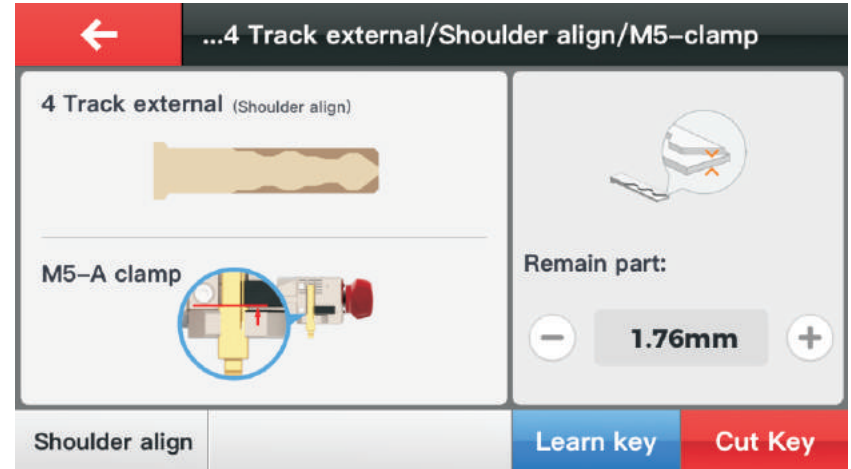 ...4 Track external/Shoulder align/M5-clamp
4 Track external (Shoulder align)
M5-A clamp
Remain part:
1.76mm
Shoulder align
Learn key
Cut Key